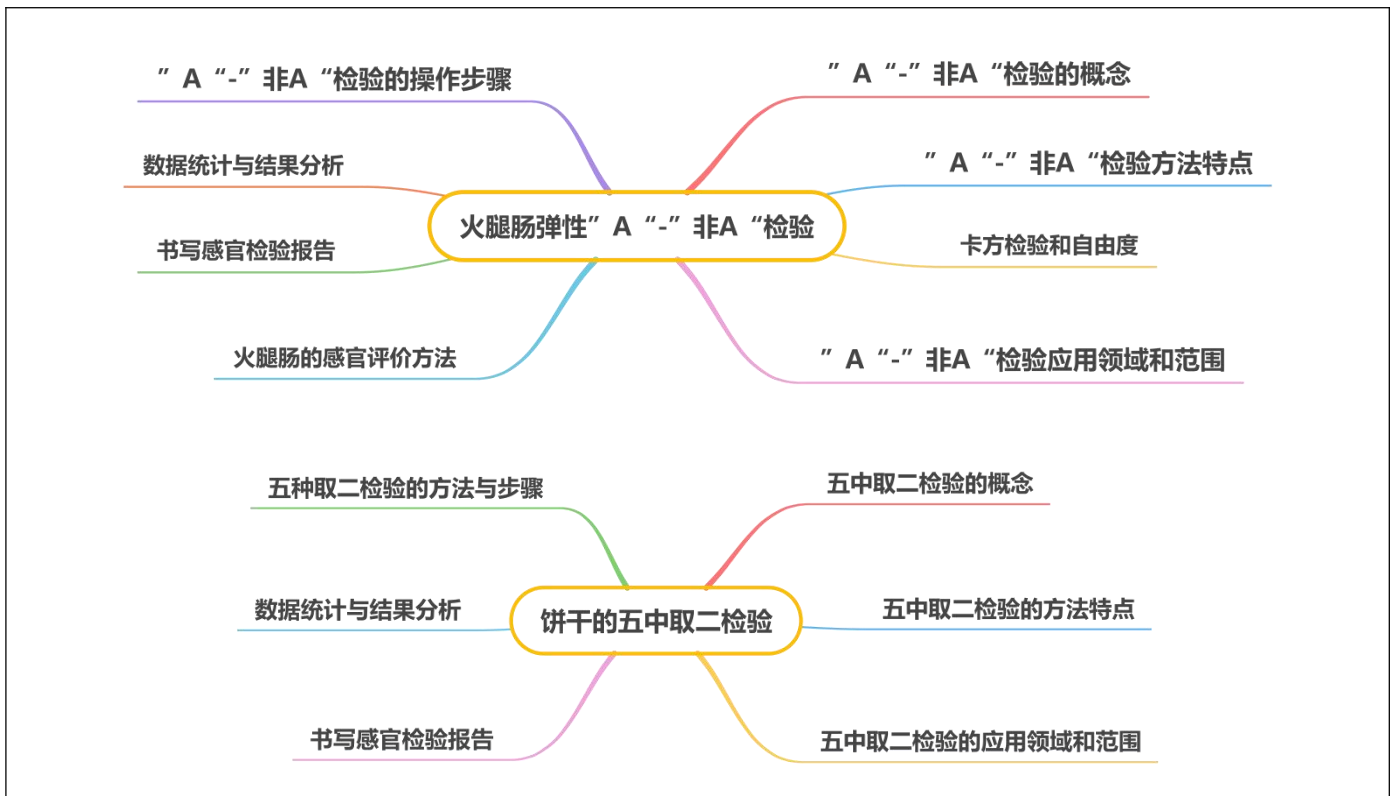 ”A“-”非A“检验的操作步骤
”A“-”非A“检验的概念
数据统计与结果分析
”A“-”非A“检验方法特点
火腿肠弹性”A“-”非A“检验
书写感官检验报告
卡方检验和自由度
火腿肠的感官评价方法
”A“-”非A“检验应用领域和范围
五种取二检验的方法与步骤
五中取二检验的概念
数据统计与结果分析
饼干的五中取二检验
五中取二检验的方法特点
书写感官检验报告
五中取二检验的应用领域和范围